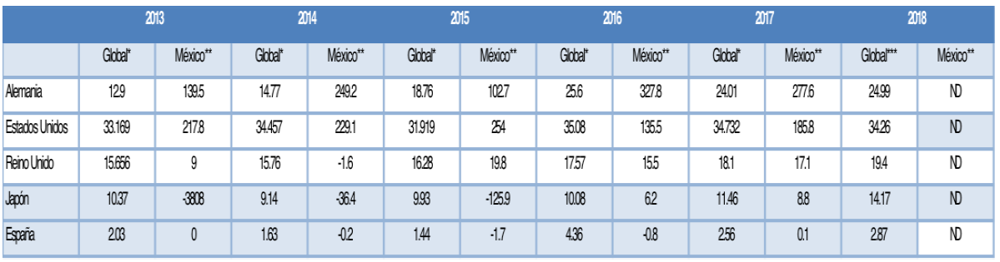 2013 2014 2015 2016 2017 2018
Global* México** Global* México** Global* México** Global* México** Global* México** Global*** México**
Alemania 12.9 139.5 14.77 249.2 18.76 102.7 25.6 327.8 24.01 277.6 24.99 ND
Estados Unidos 33.169 217.8 34.457 229.1 31.919 254 35.08 135.5 34.732 185.8 34.26 ND
Reino Unido 15.656 9 15.76 -1.6 16.28 19.8 17.57 15.5 18.1 17.1 19.4 ND
Japón 10.37 -3808 9.14 -36.4 9.93 -125.9 10.08 6.2 11.46 8.8 14.17 ND
España 2.03 0 1.63 -0.2 1.44 -1.7 4.36 -0.8 2.56 0.1 2.87 ND